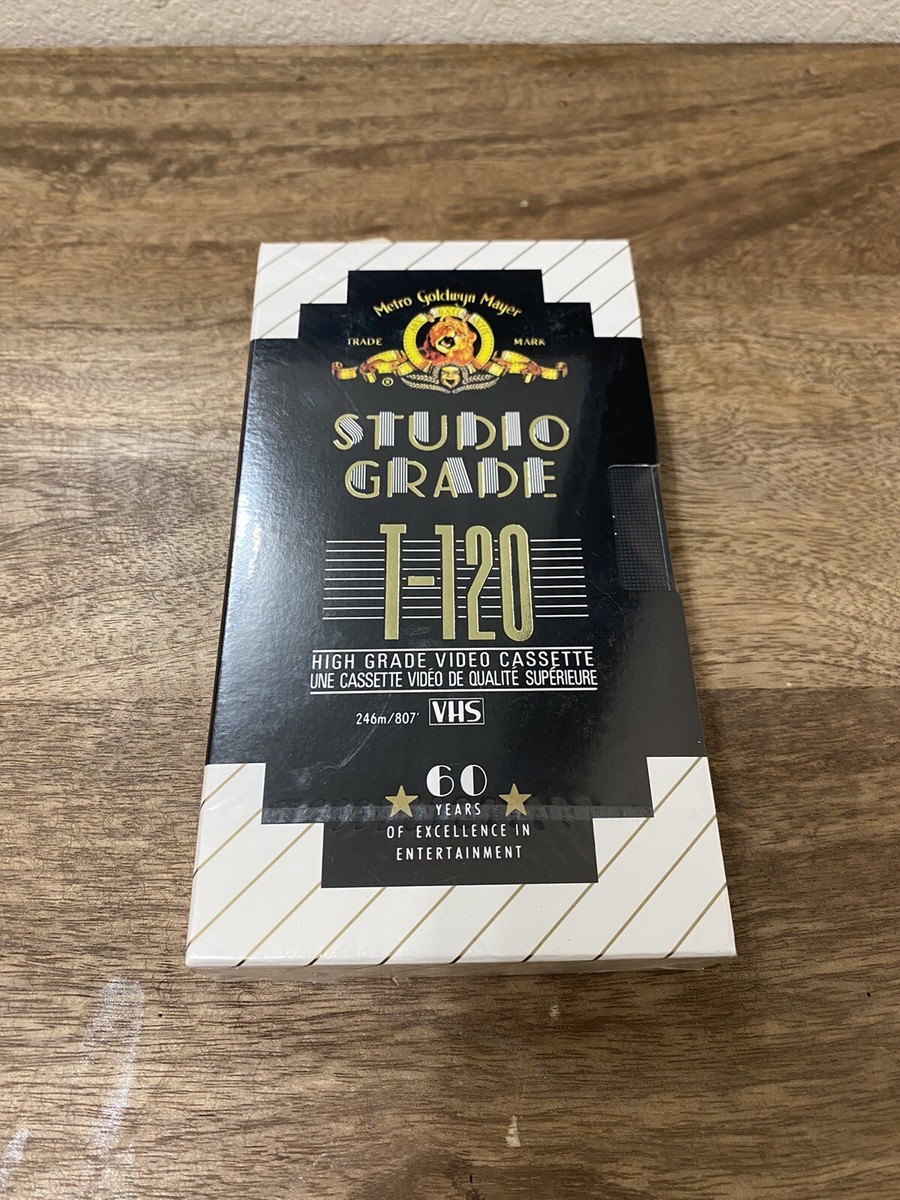 Metro Goldwyn Mayer
TRADE MARK
®
STUDIO
GRADE
T-120
HIGH GRADE VIDEO CASSETTE
UNE CASSETTE VIDÉO DE QUALITÉ SUPÉRIEURE
246m/807' VHS
60
YEARS
OF EXCELLENCE IN
ENTERTAINMENT